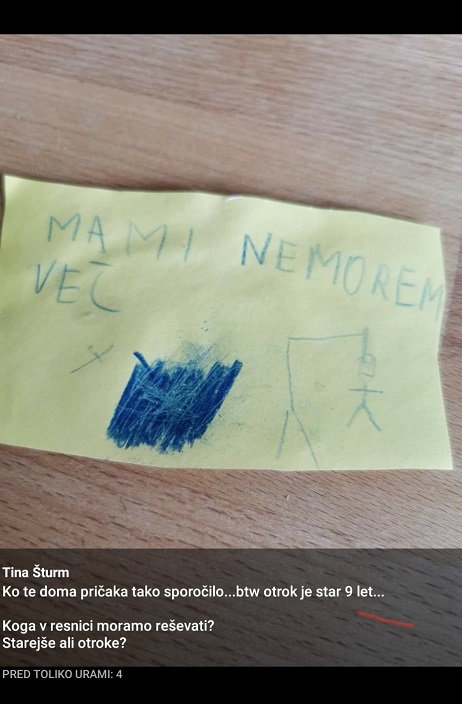 MAMI NEMOREM
VEČ
Tina Šturm
Ko te doma pričaka tako sporočilo...btw otrok je star 9 let...
Koga v resnici moramo reševati?
Starejše ali otroke?
PRED TOLIKO URAMI: 4